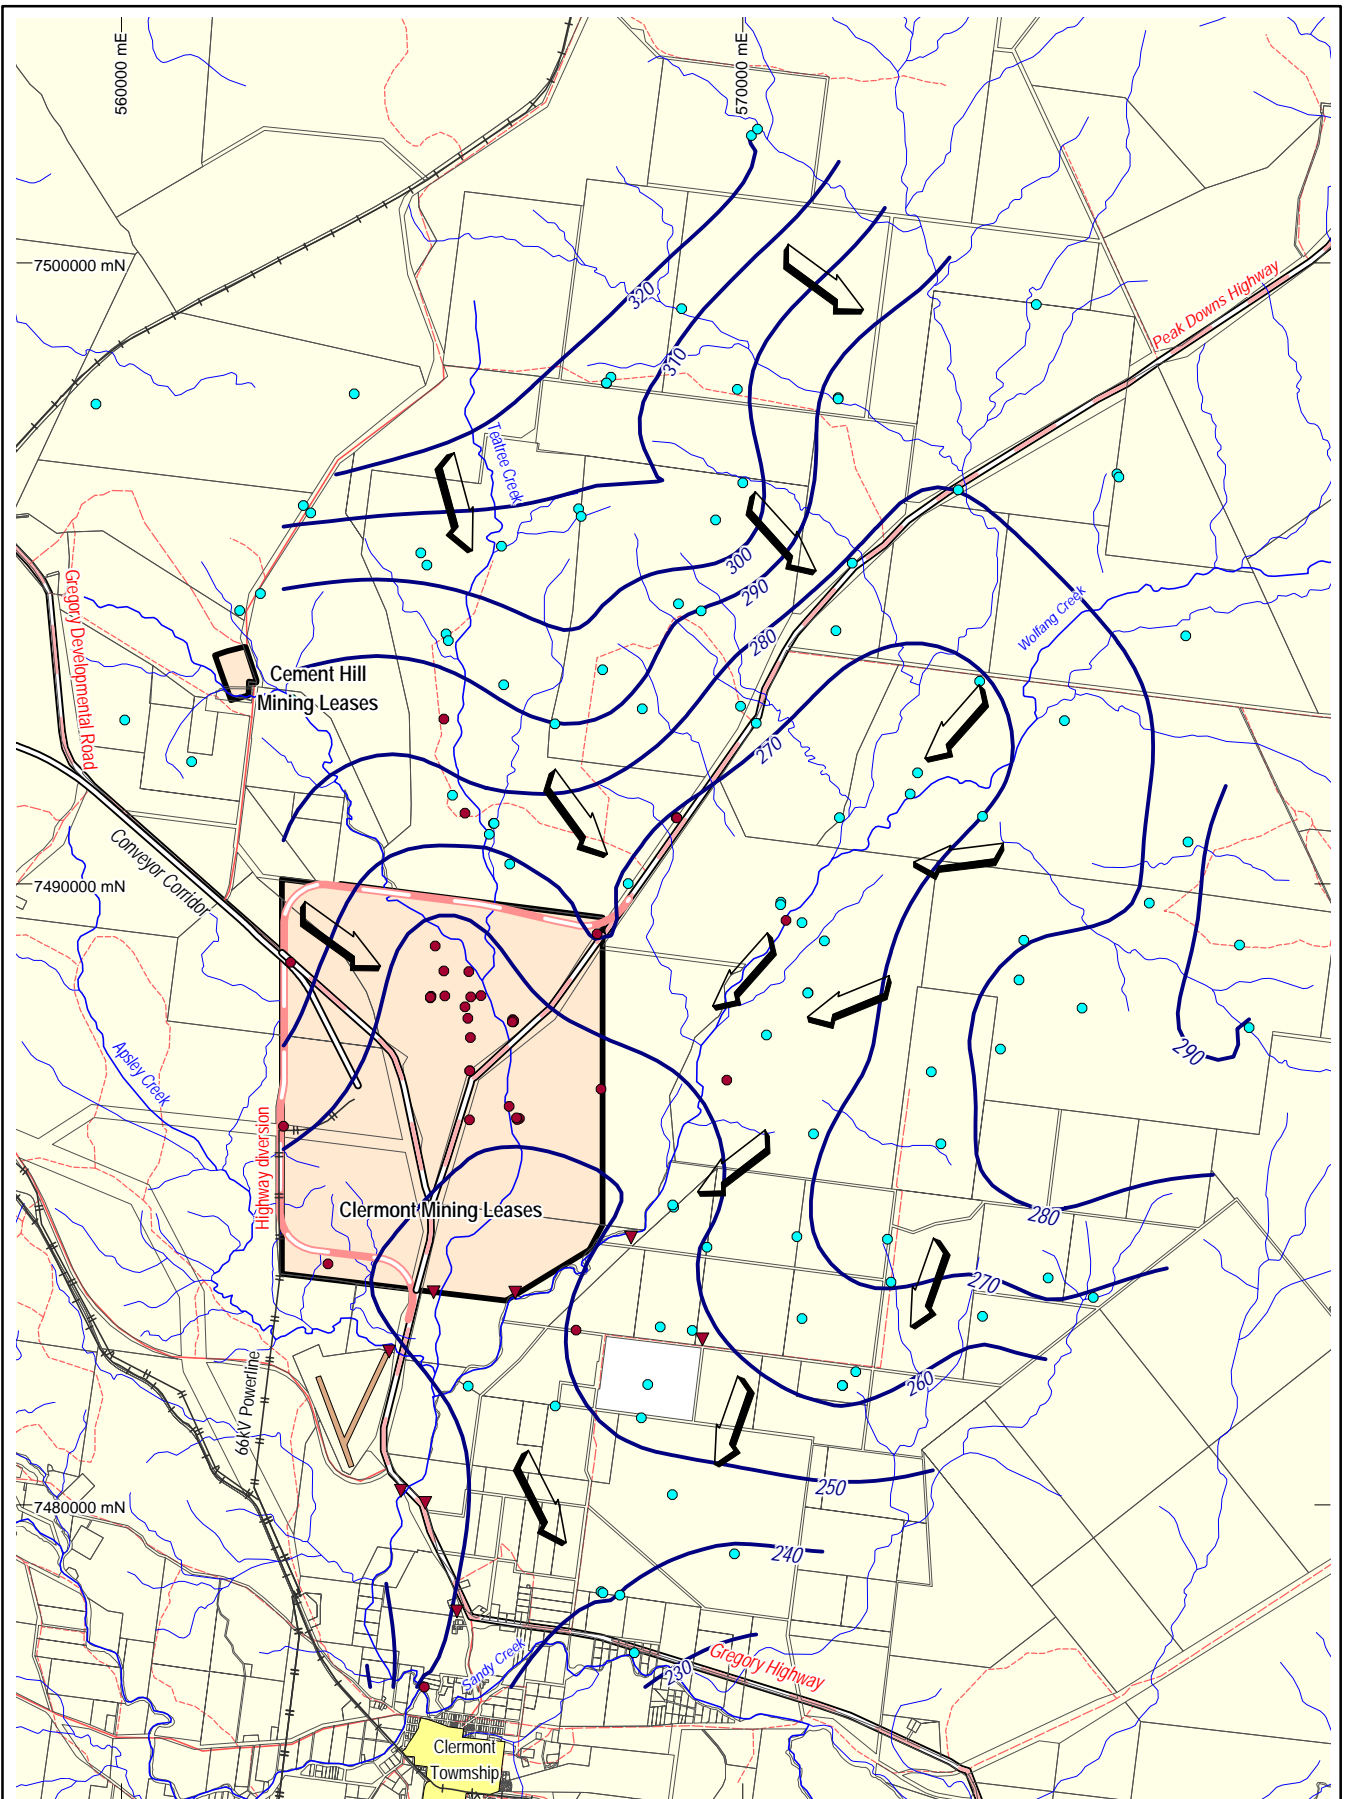 560000 mE
570000 mE
7500000 mN
Peak Downs Highway
320
310
Teatree Creek
300
290
280
Wolfang Creek
Gregory Developmental Road
Cement Hill
Mining Leases
270
Conveyor Corridor
7490000 mN
Apsley Creek
290
Highway diversion
Clermont Mining Leases
280
270
66kV Powerline
260
250
7480000 mN
240
Sandy Creek
230
Gregory Highway
Clermont
Towmship